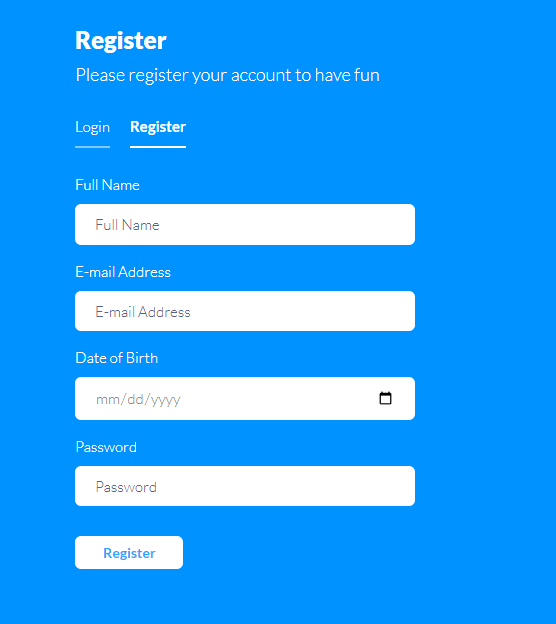 Register
Please register your account to have fun
Login Register
Full Name
Full Name
E-mail Address
E-mail Address
Date of Birth
mm/dd/yyyy
Password
Password
Register